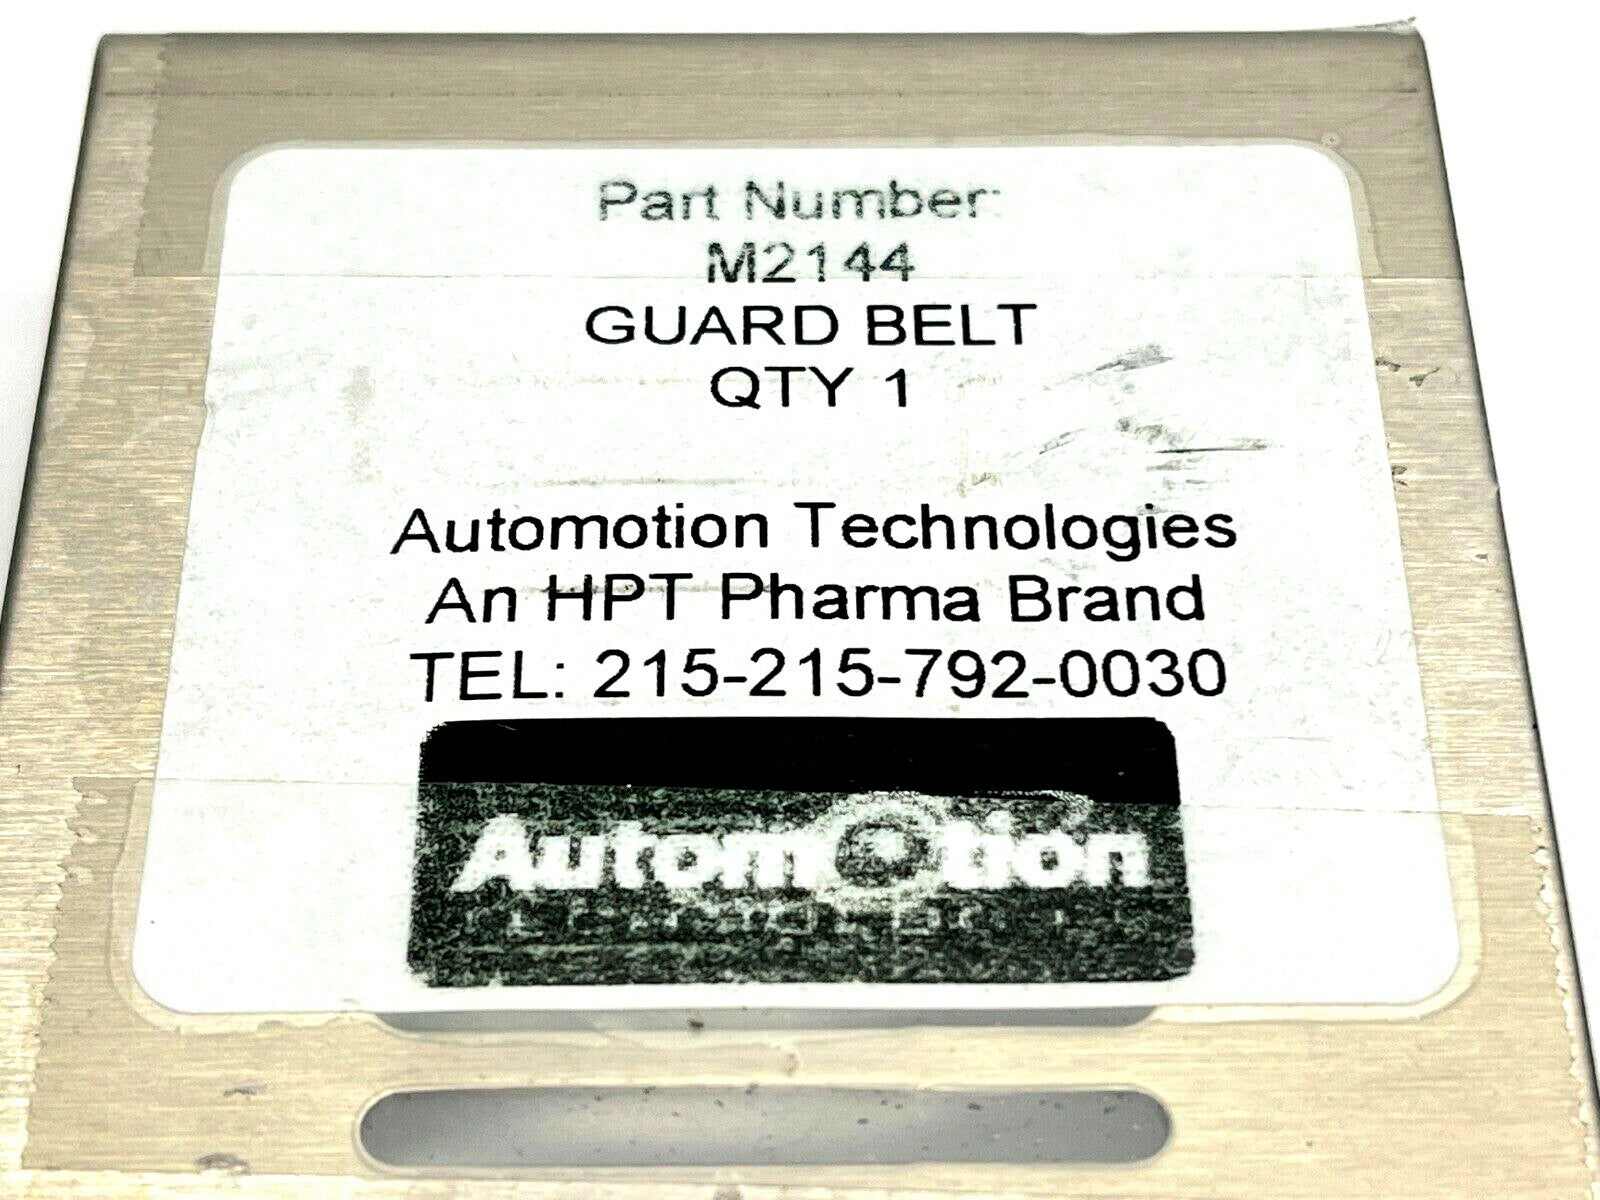 Part Number:
M2144
GUARD BELT
QTY 1
Automotion Technologies
An HPT Pharma Brand
TEL: 215-215-792-0030
Automotion